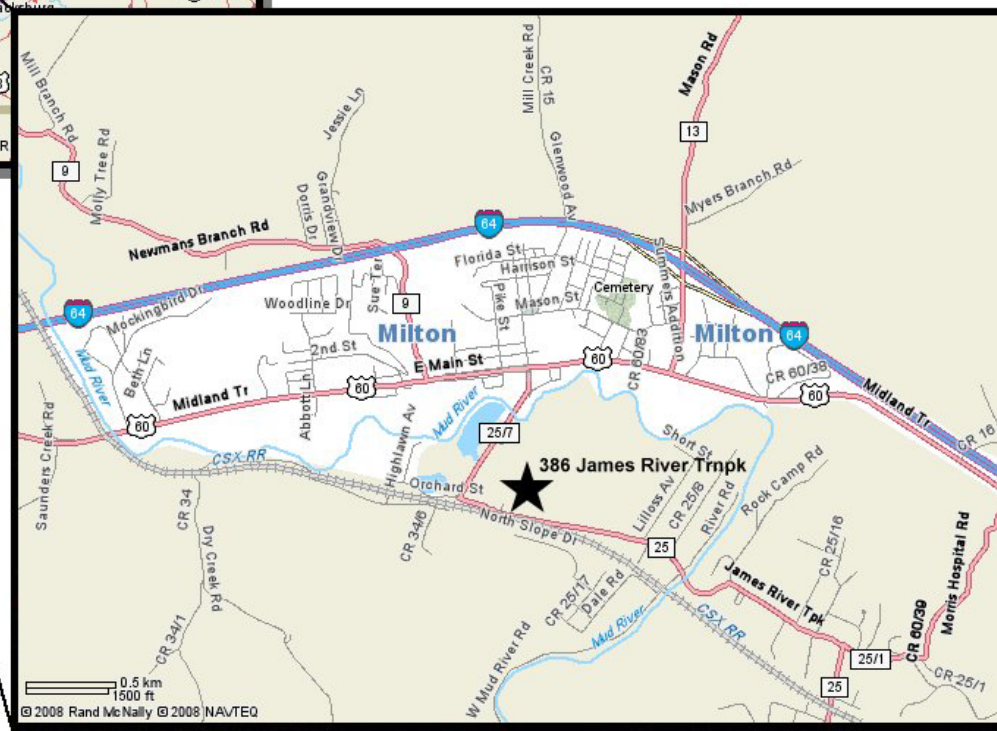 Mill Branch Rd
9
Molly Tree Rd
Jessie Ln
Dorris Dr
Grandview Dr
Newmans Branch Rd
Mill Creek Rd
CR 15
Glenwood Av
Mason Rd
13
Myers Branch Rd
64
Florida St
Harrison St
Summers Addition
Cemetery
Mockingbird Dr
64
Woodline Dr
Sue Ter
9
Pike St
Mason St
Milton
Milton
64
2nd St
E Main St
60
CR 60/83
CR 60/38
Mud River
Beth Ln
Midland Tr
60
60
Midland Tr
60
Abbott Ln
Highlawn Av
Mud River
25/7
Short St
CR 16
Saunders Creek Rd
CSX RR
Orchard St
386 James River Trnpk
Lilloss Av
CR 25/8
River Rd
Rock Camp Rd
CR 34
CR 34/6
North Slope Dr
25
CR 25/16
Dry Creek Rd
CR 25/17
Dale Rd
James River Tpk
Morris Hospital Rd
CR 60/39
CSX RR
Mud River
CR 34/1
W Mud River Rd
25/1
CR 25/1
25
0.5 km
1500 ft
© 2008 Rand McNally © 2008 NAVTEQ